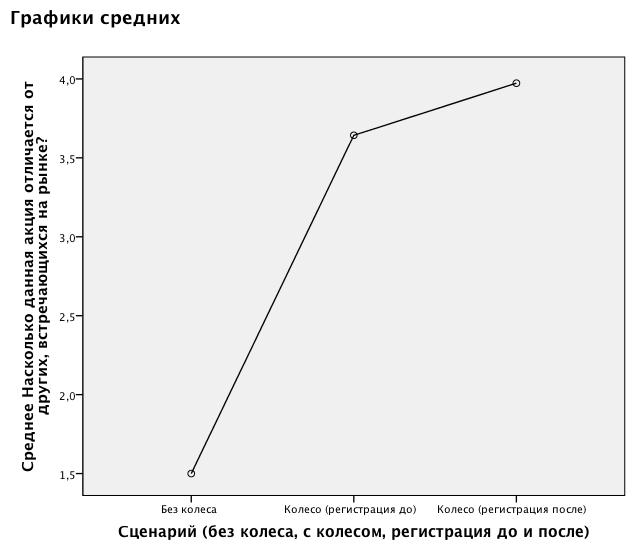 Графики средних
Среднее Насколько данная акция отличается от
других, встречающихся на рынке?
4,0
3,5
3,0
2,5
2,0
1,5
Без колеса
Колесо (регистрация до)
Колесо (регистрация после)
Сценарий (без колеса, с колесом, регистрация до и после)